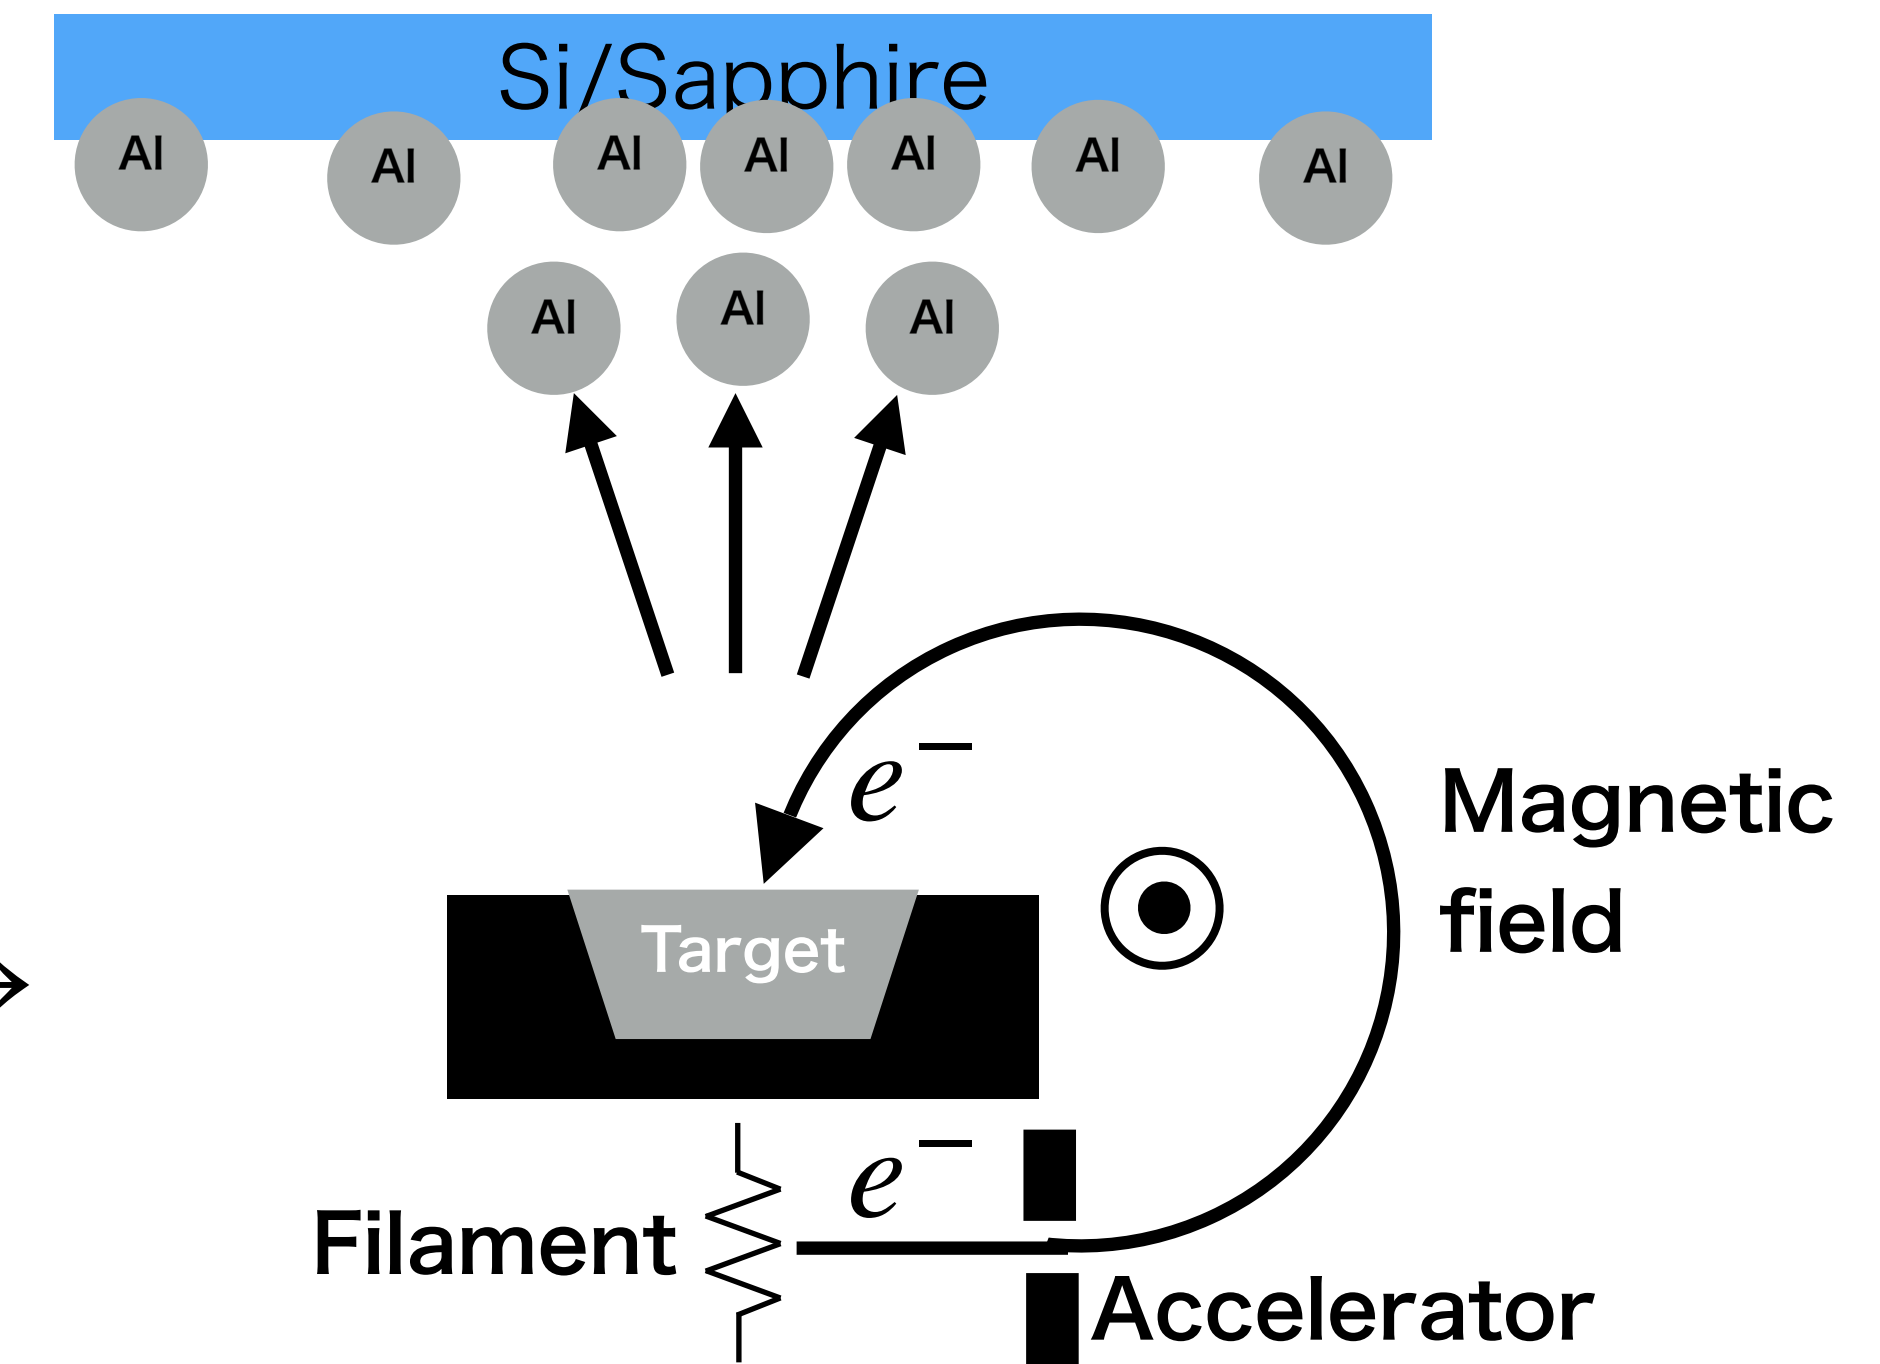 Si/Sapphire
Al Al Al Al Al Al Al
Al Al Al
e⁻
Magnetic
field
Target
e⁻
Filament
Accelerator